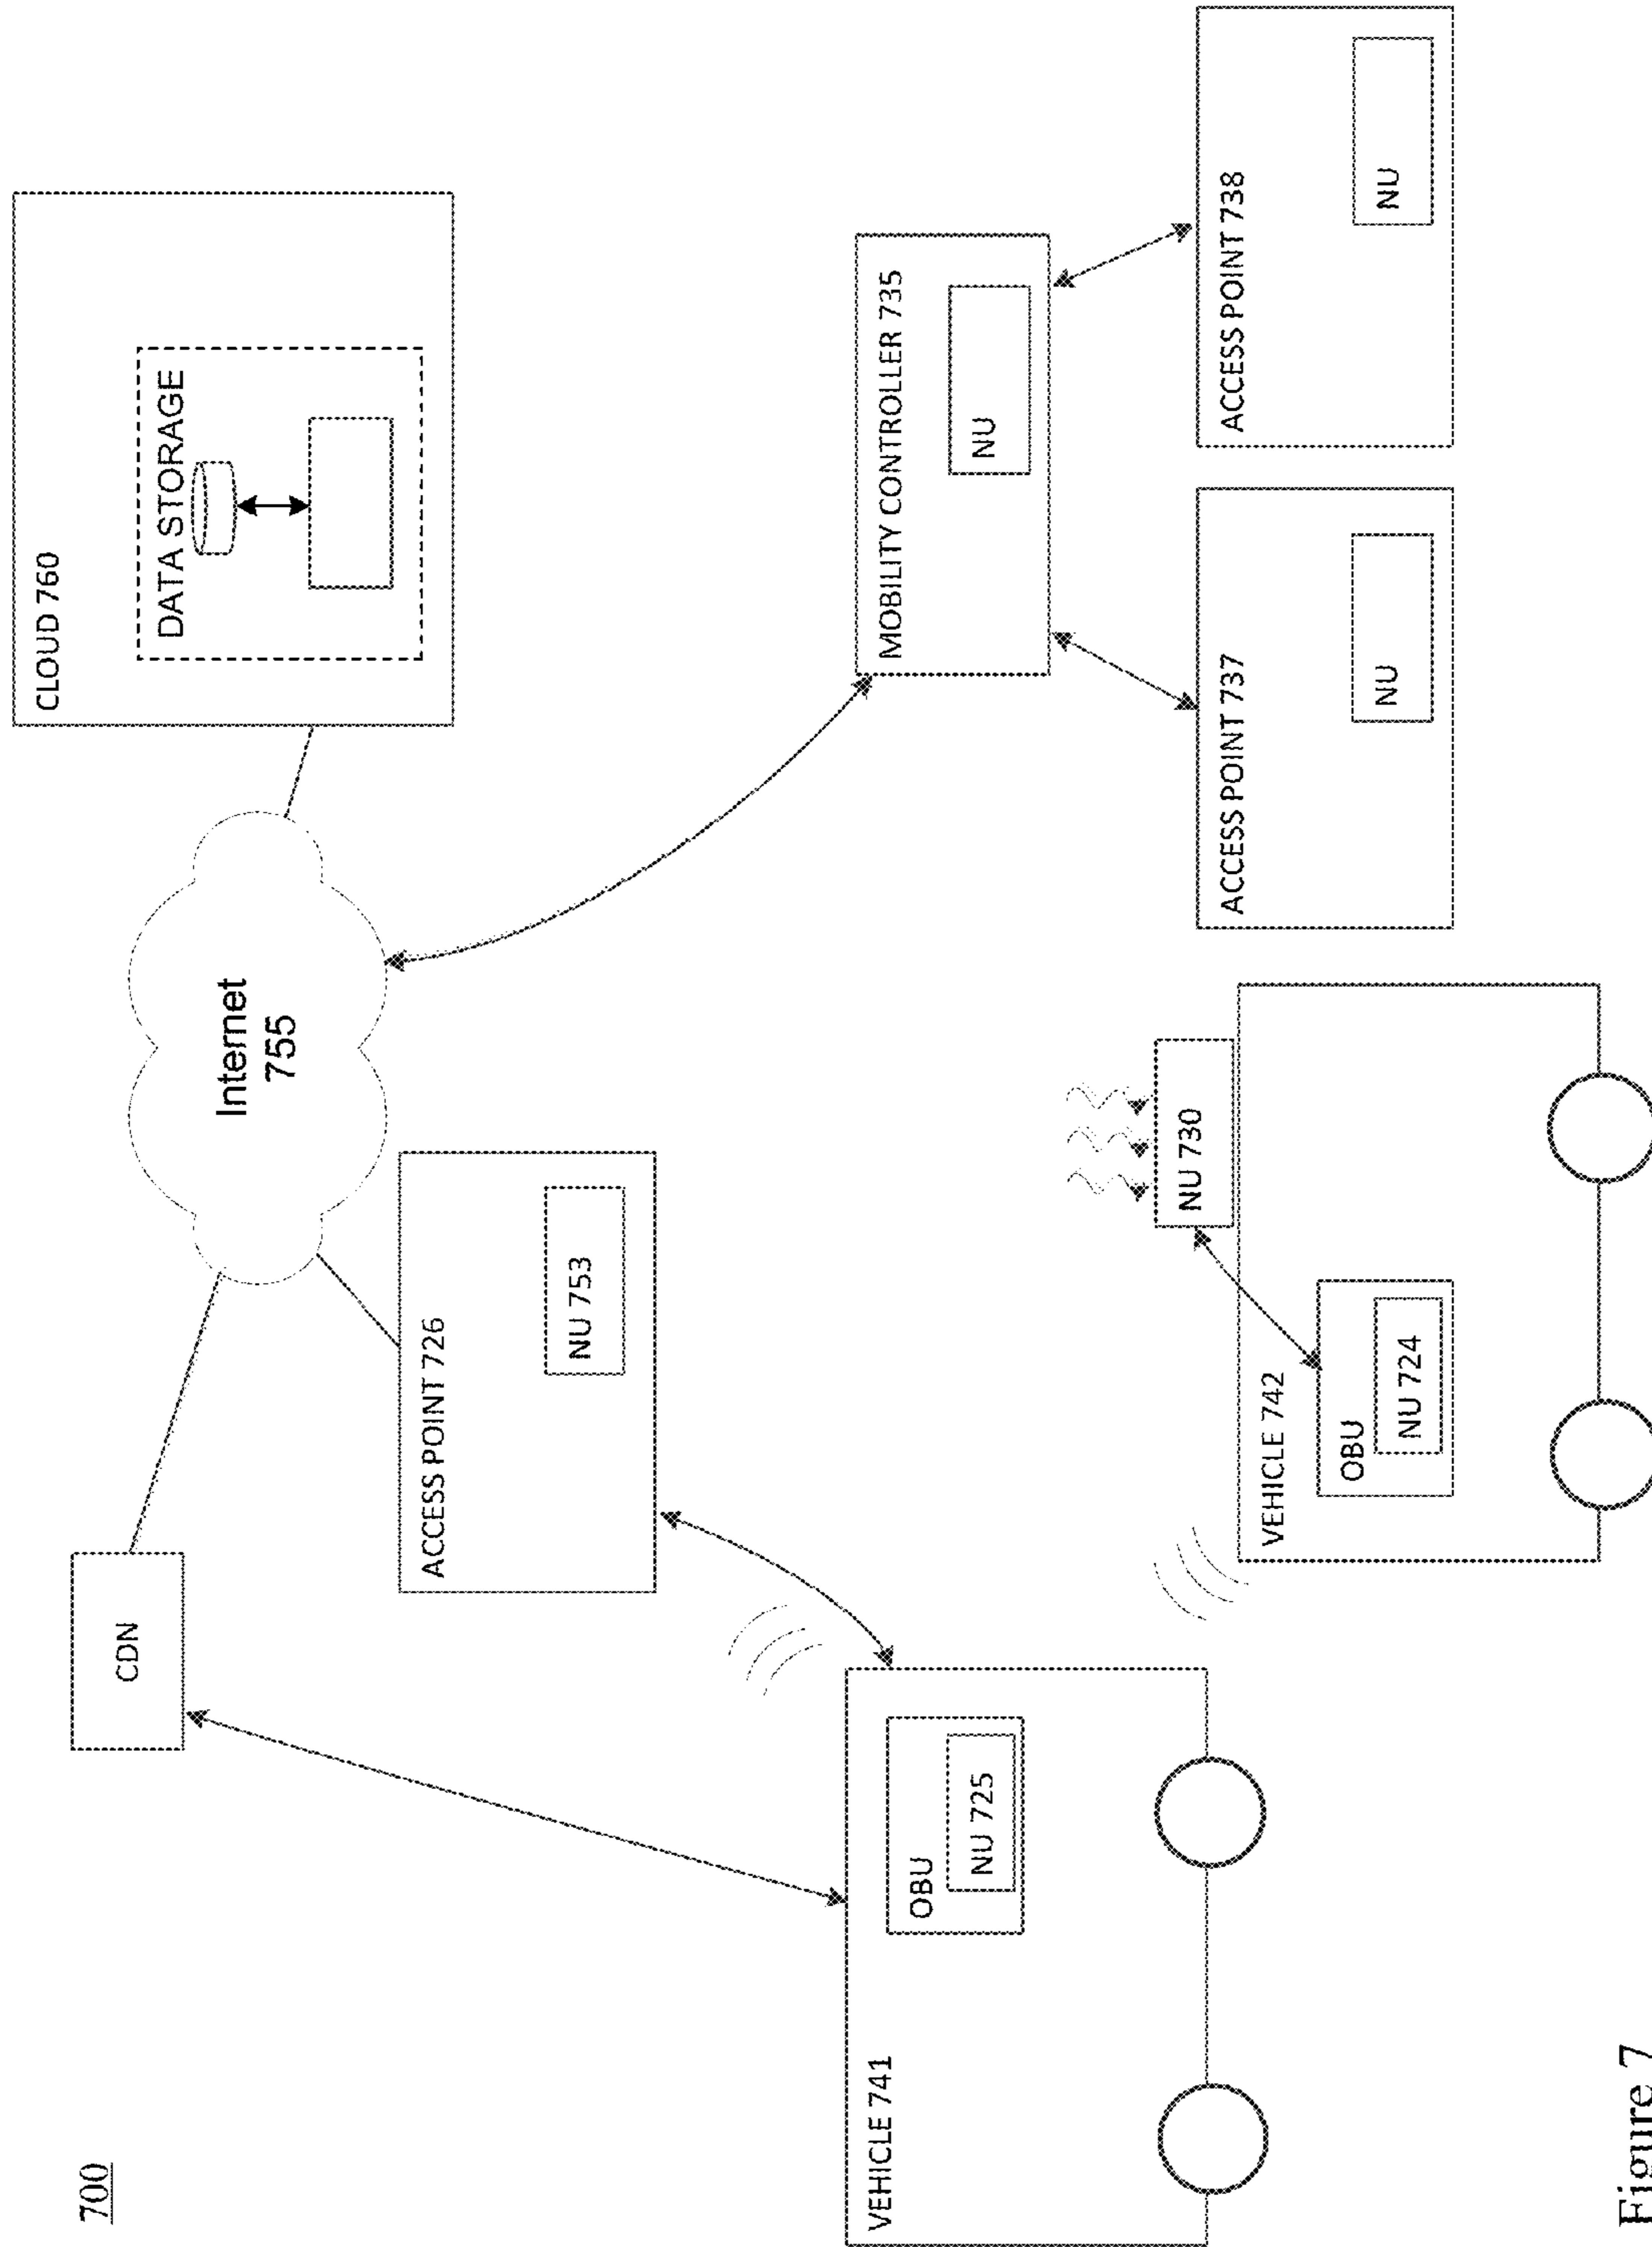 700
CLOUD 760
DATA STORAGE
Internet
755
CDN
ACCESS POINT 726
NU 753
MOBILITY CONTROLLER 735
NU
VEHICLE 741
OBU
NU 725
VEHICLE 742
OBU
NU 724
NU 730
ACCESS POINT 737
NU
ACCESS POINT 738
NU
Figure 7